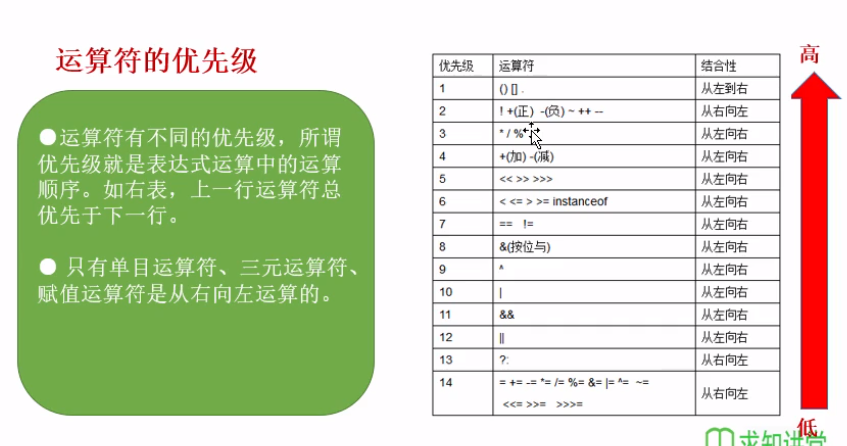 运算符的优先级
●运算符有不同的优先级，所谓
优先级就是表达式运算中的运算
顺序。如右表，上一行运算符总
优先于下一行。
● 只有单目运算符、三元运算符、
赋值运算符是从右向左运算的。
优先级 运算符 结合性
1 () [] . 从左到右
2 ! +(正) -(负) ~ ++ -- 从右向左
3 * / % 从左向右
4 +(加) -(减) 从左向右
5 << >> >>> 从左向右
6 < <= > >= instanceof 从左向右
7 == != 从左向右
8 &(按位与) 从左向右
9 ^ 从左向右
10 | 从左向右
11 && 从左向右
12 || 从左向右
13 ?: 从右向左
14 = += -= *= /= %= &= |= ^= ~= 从右向左
<<= >>= >>>=
高
低
求知讲堂